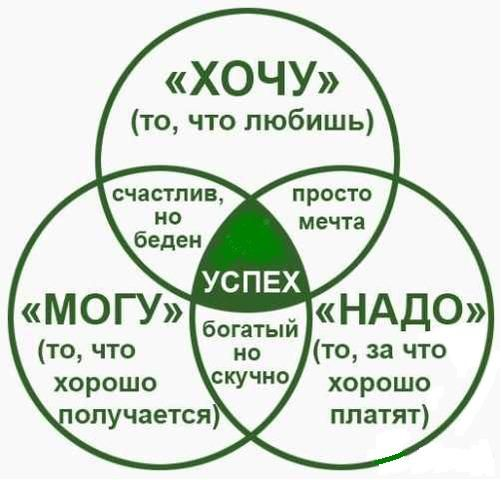 «ХОЧУ»
(то, что любишь)
счастлив,
но
беден
просто
мечта
УСПЕХ
«МОГУ»
(то, что
хорошо
получается)
богатый
но
скучно
«НАДО»
(то, за что
хорошо
платят)